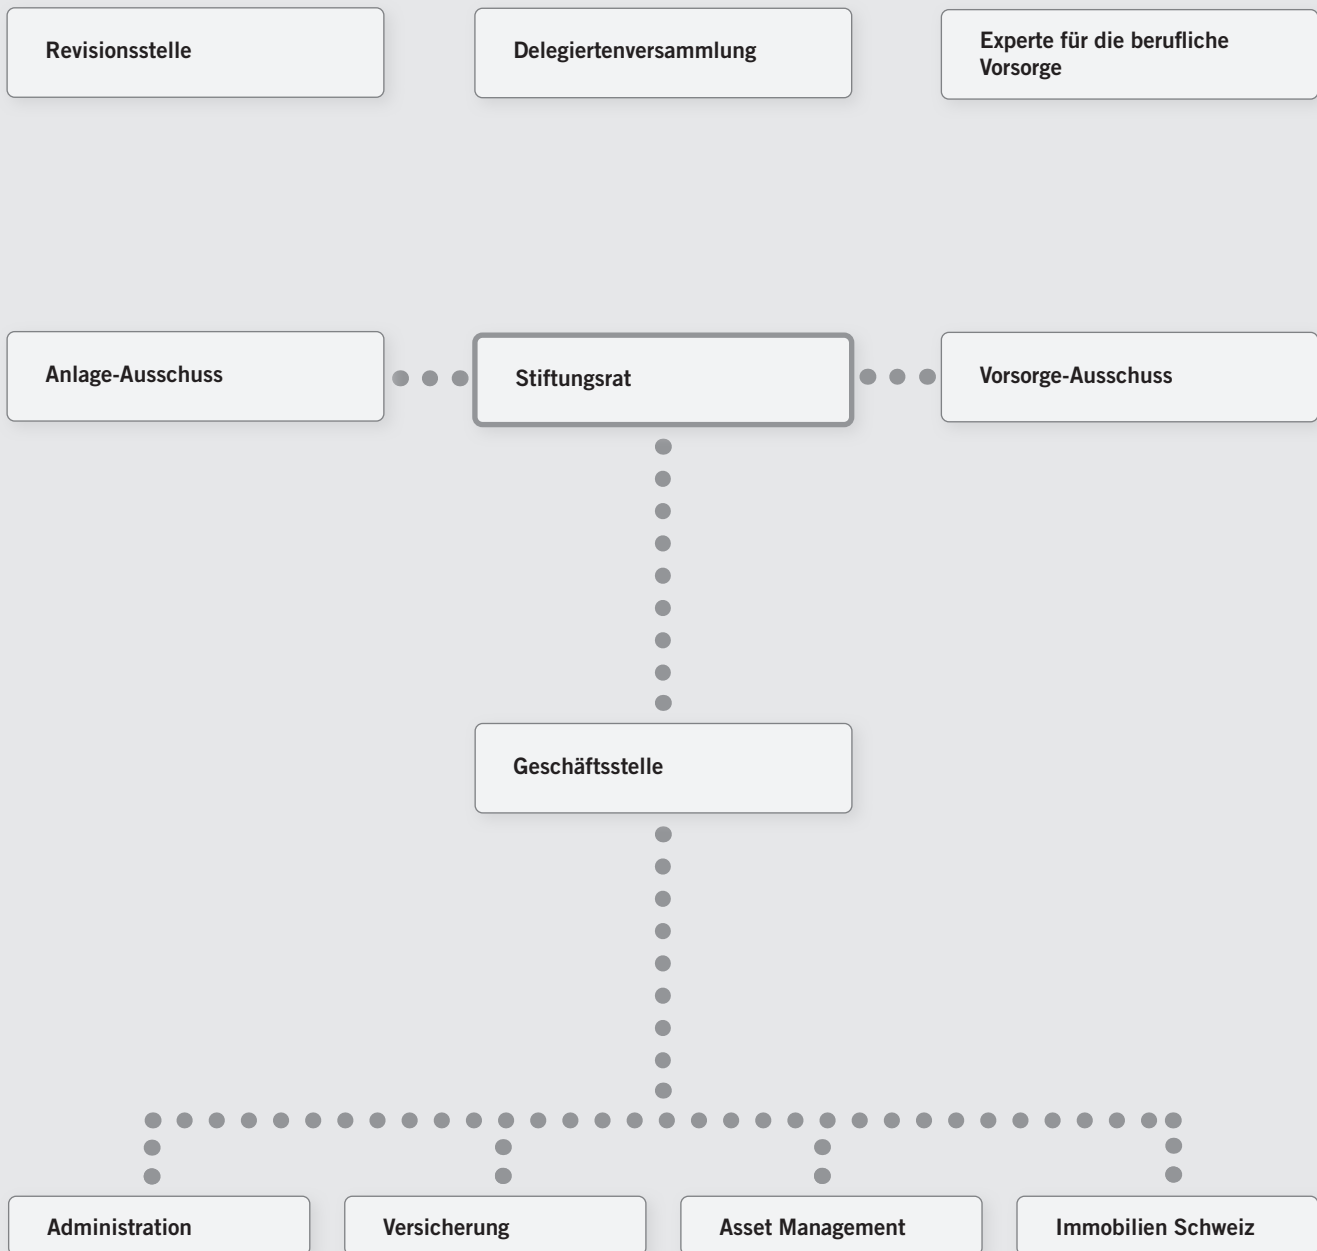 Revisionsstelle
Delegiertenversammlung
Experte für die berufliche
Vorsorge
Anlage-Ausschuss
Stiftungsrat
Vorsorge-Ausschuss
Geschäftsstelle
Administration
Versicherung
Asset Management
Immobilien Schweiz